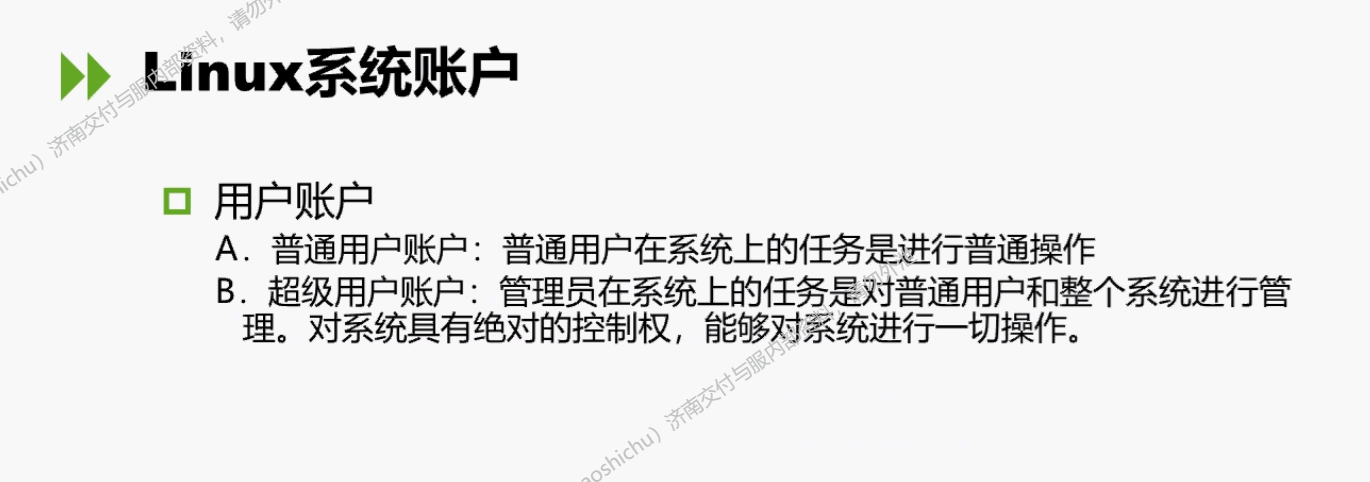 Linux系统账户
用户账户
A．普通用户账户：普通用户在系统上的任务是进行普通操作
B．超级用户账户：管理员在系统上的任务是对普通用户和整个系统进行管
理。对系统具有绝对的控制权，能够对系统进行一切操作。
ichu）济南交付与服内部资料，请勿外
aoshichu）济南交付与服内部资料，请勿外泄